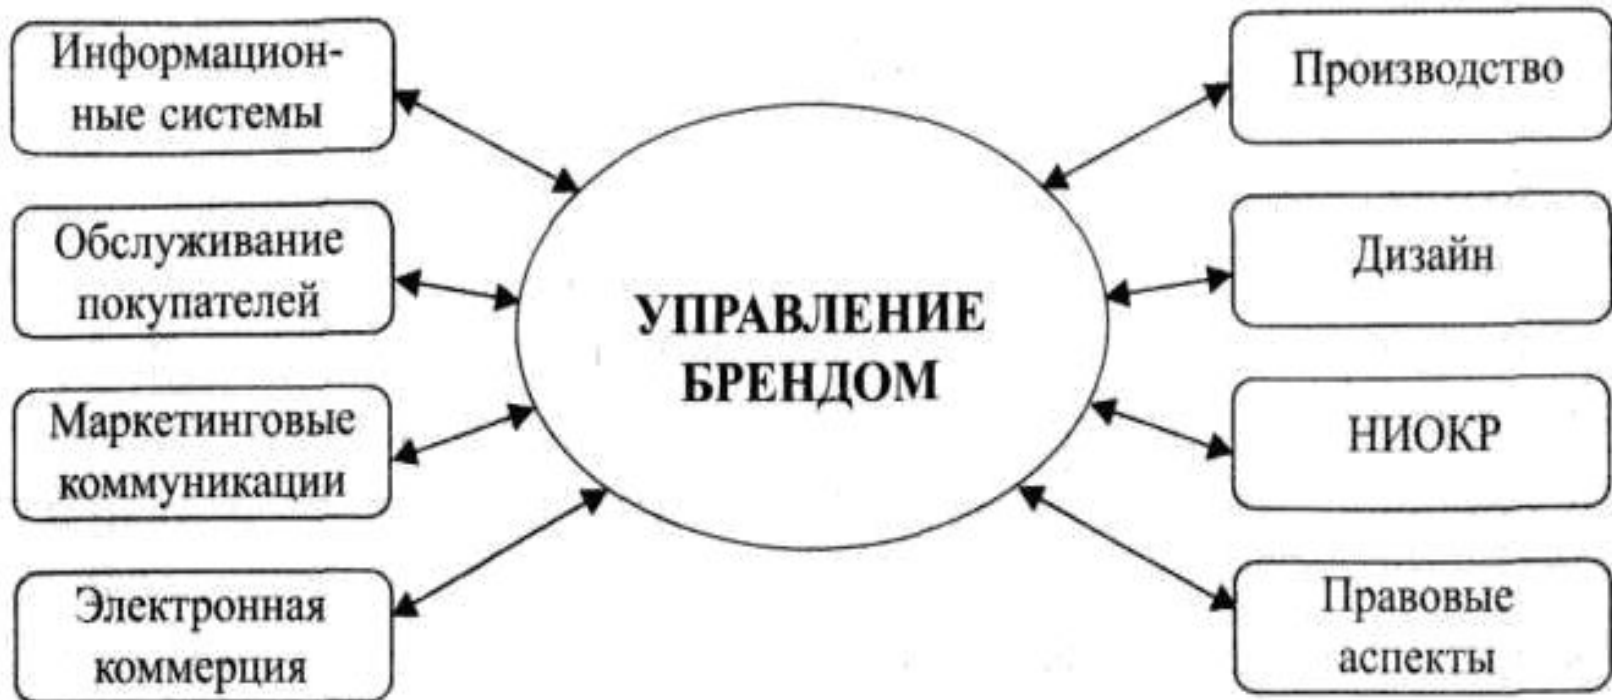 Информацион-
ные системы
Обслуживание
покупателей
Маркетинговые
коммуникации
Электронная
коммерция
УПРАВЛЕНИЕ
БРЕНДОМ
Производство
Дизайн
НИОКР
Правовые
аспекты